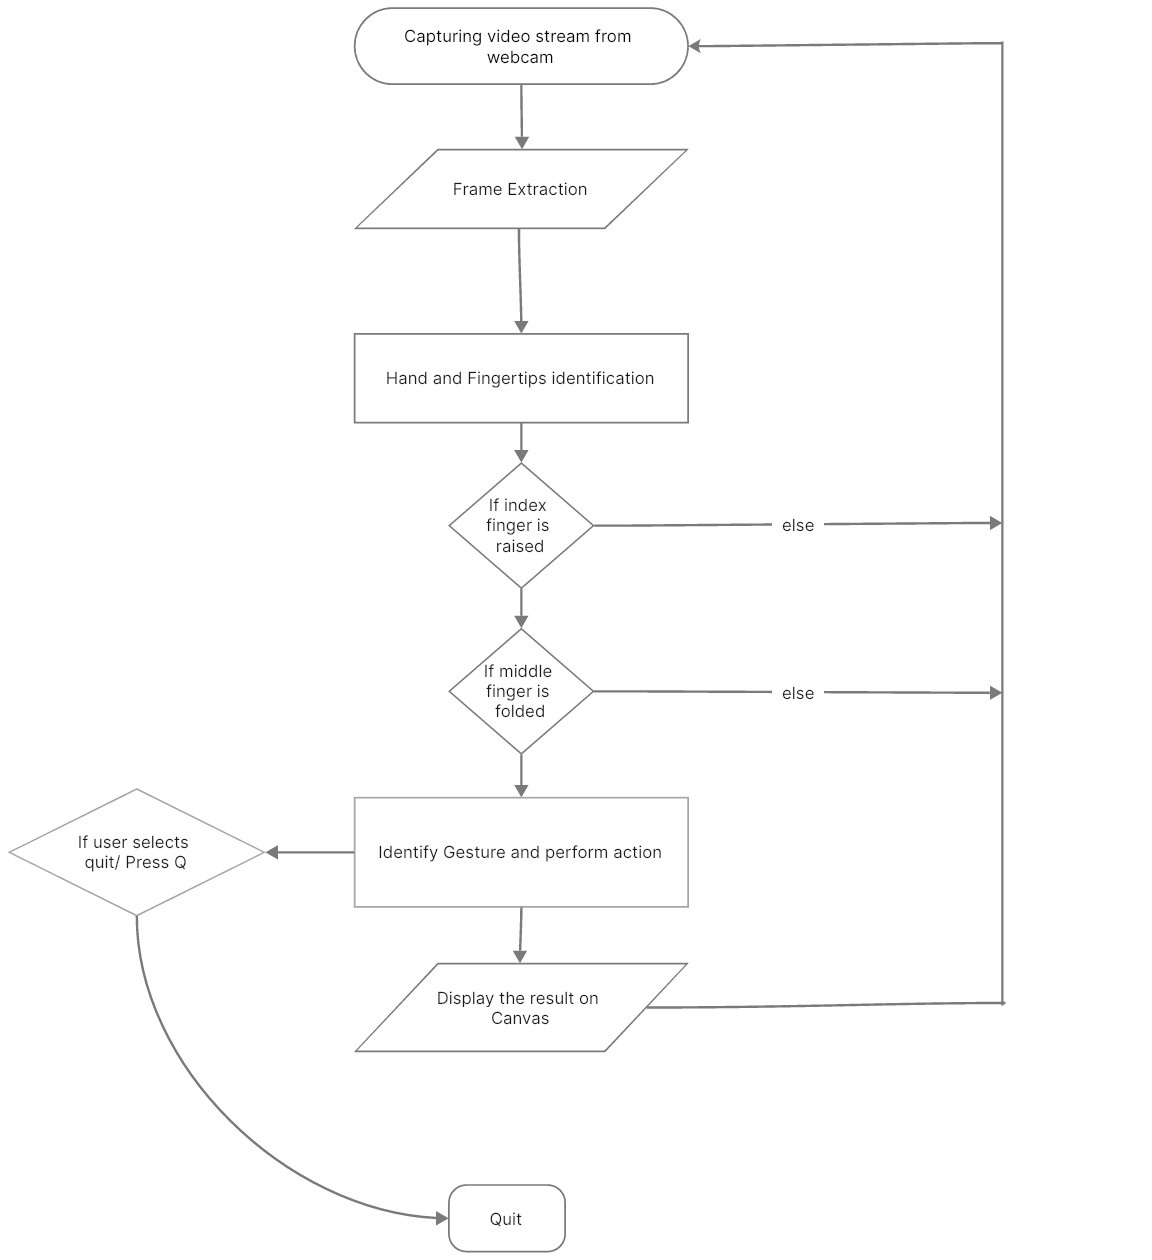 Capturing video stream from
webcam
Frame Extraction
Hand and Fingertips identification
If index
finger is
raised
else
If middle
finger is
folded
else
If user selects
quit/ Press Q
Identify Gesture and perform action
Display the result on
Canvas
Quit